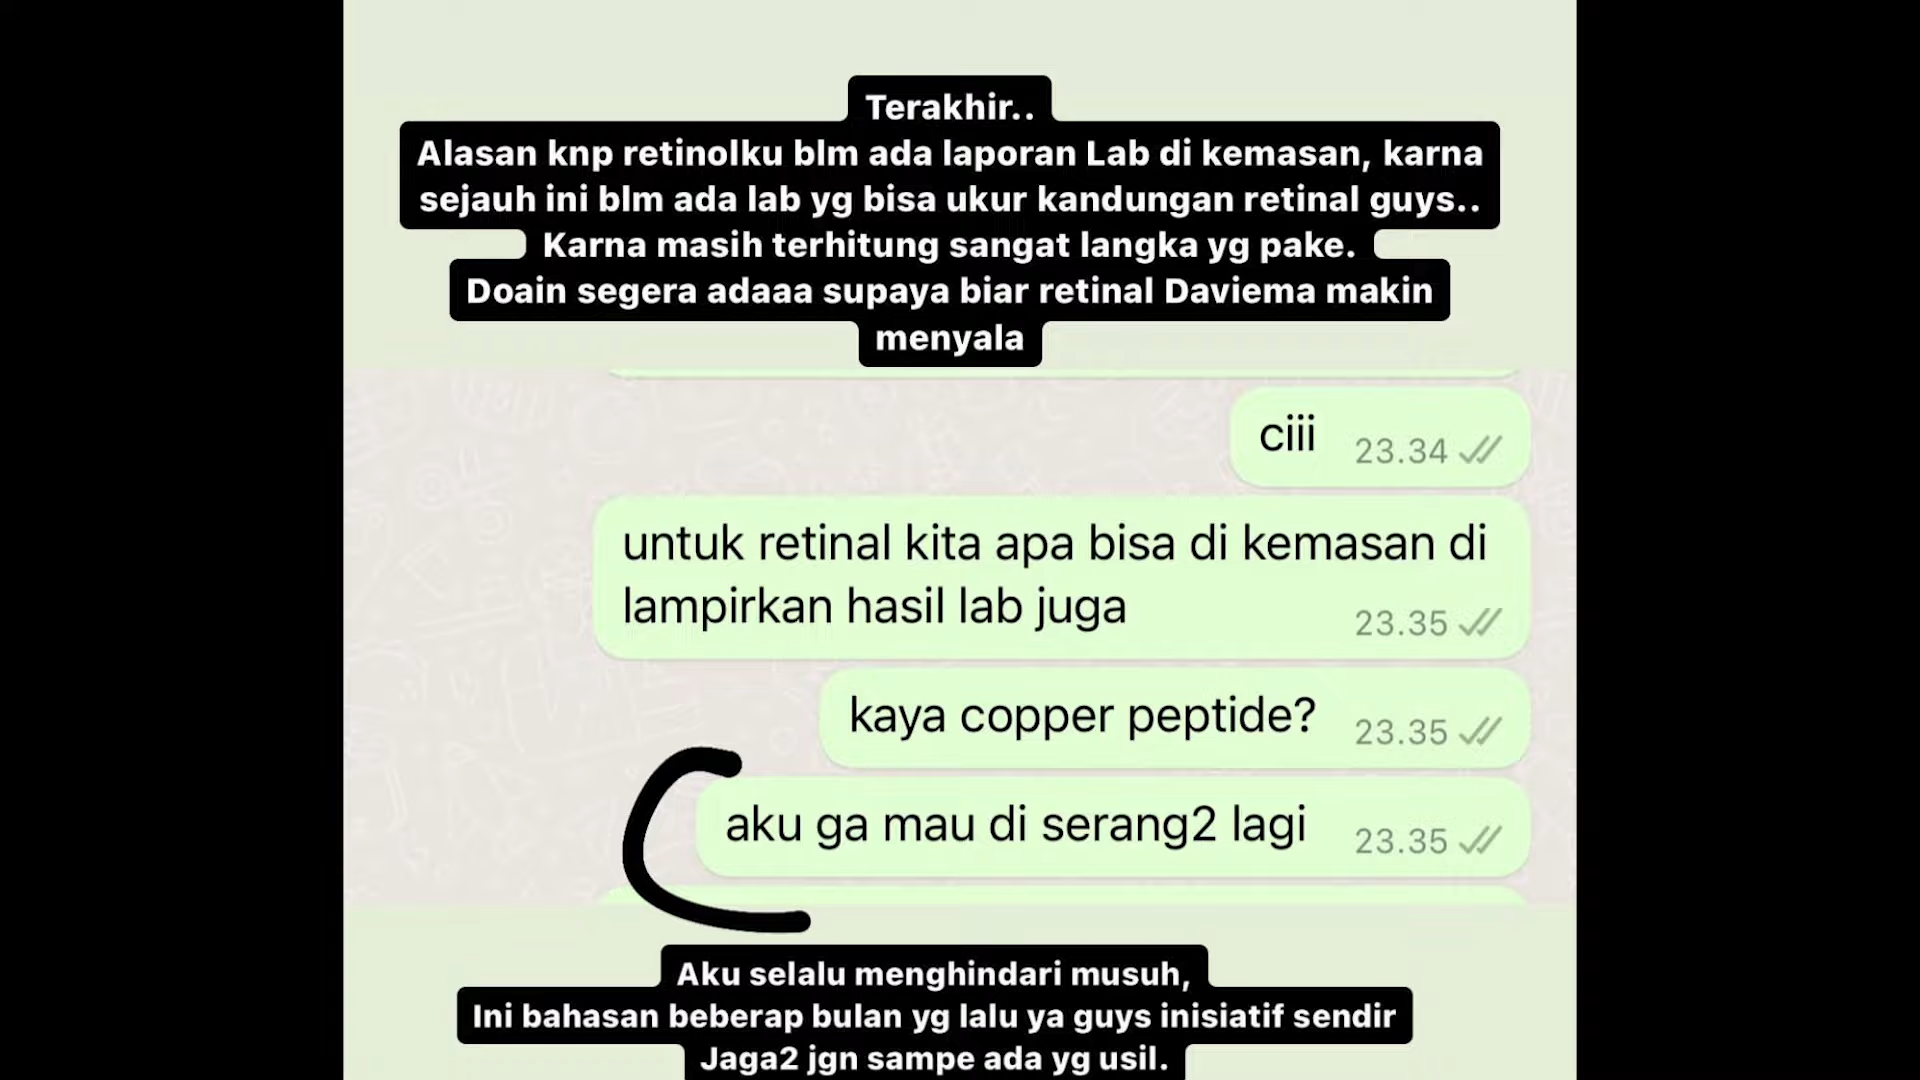 Terakhir..
Alasan knp retinolku blm ada laporan Lab di kemasan, karna
sejauh ini blm ada lab yg bisa ukur kandungan retinal guys..
Karna masih terhitung sangat langka yg pake.
Doain segera adaaa supaya biar retinal Daviema makin
menyala
ciii 23.34
untuk retinal kita apa bisa di kemasan di
lampirkan hasil lab juga 23.35
kaya copper peptide? 23.35
aku ga mau di serang2 lagi 23.35
Aku selalu menghindari musuh,
Ini bahasan beberap bulan yg lalu ya guys inisiatif sendir
Jaga2 jgn sampe ada yg usil.